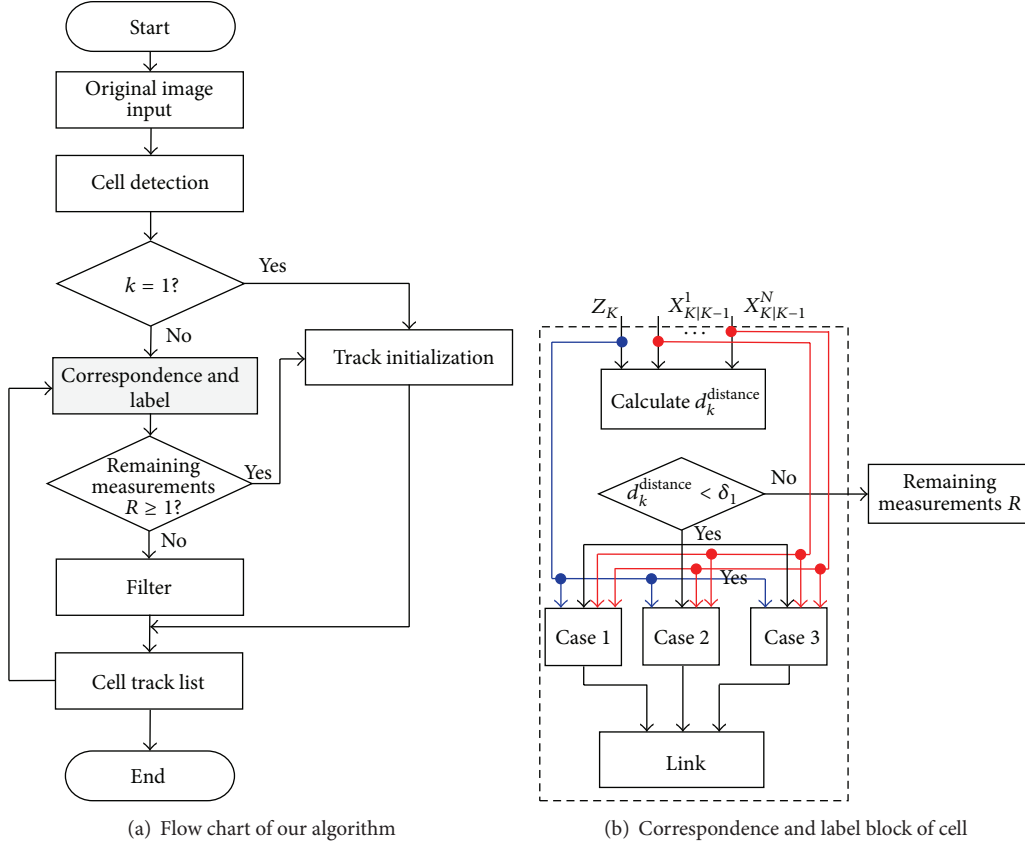 Start
Original image
input
Cell detection
k = 1?
Yes
No
Correspondence and
label
Track initialization
Remaining
measurements
R ≥ 1?
Yes
No
Filter
Cell track list
End
(a) Flow chart of our algorithm
Z_K X^1_{K|K−1} ... X^N_{K|K−1}
Calculate d_k^{distance}
d_k^{distance} < δ_1
No
Remaining
measurements R
Yes
Yes
Case 1 Case 2 Case 3
Link
(b) Correspondence and label block of cell